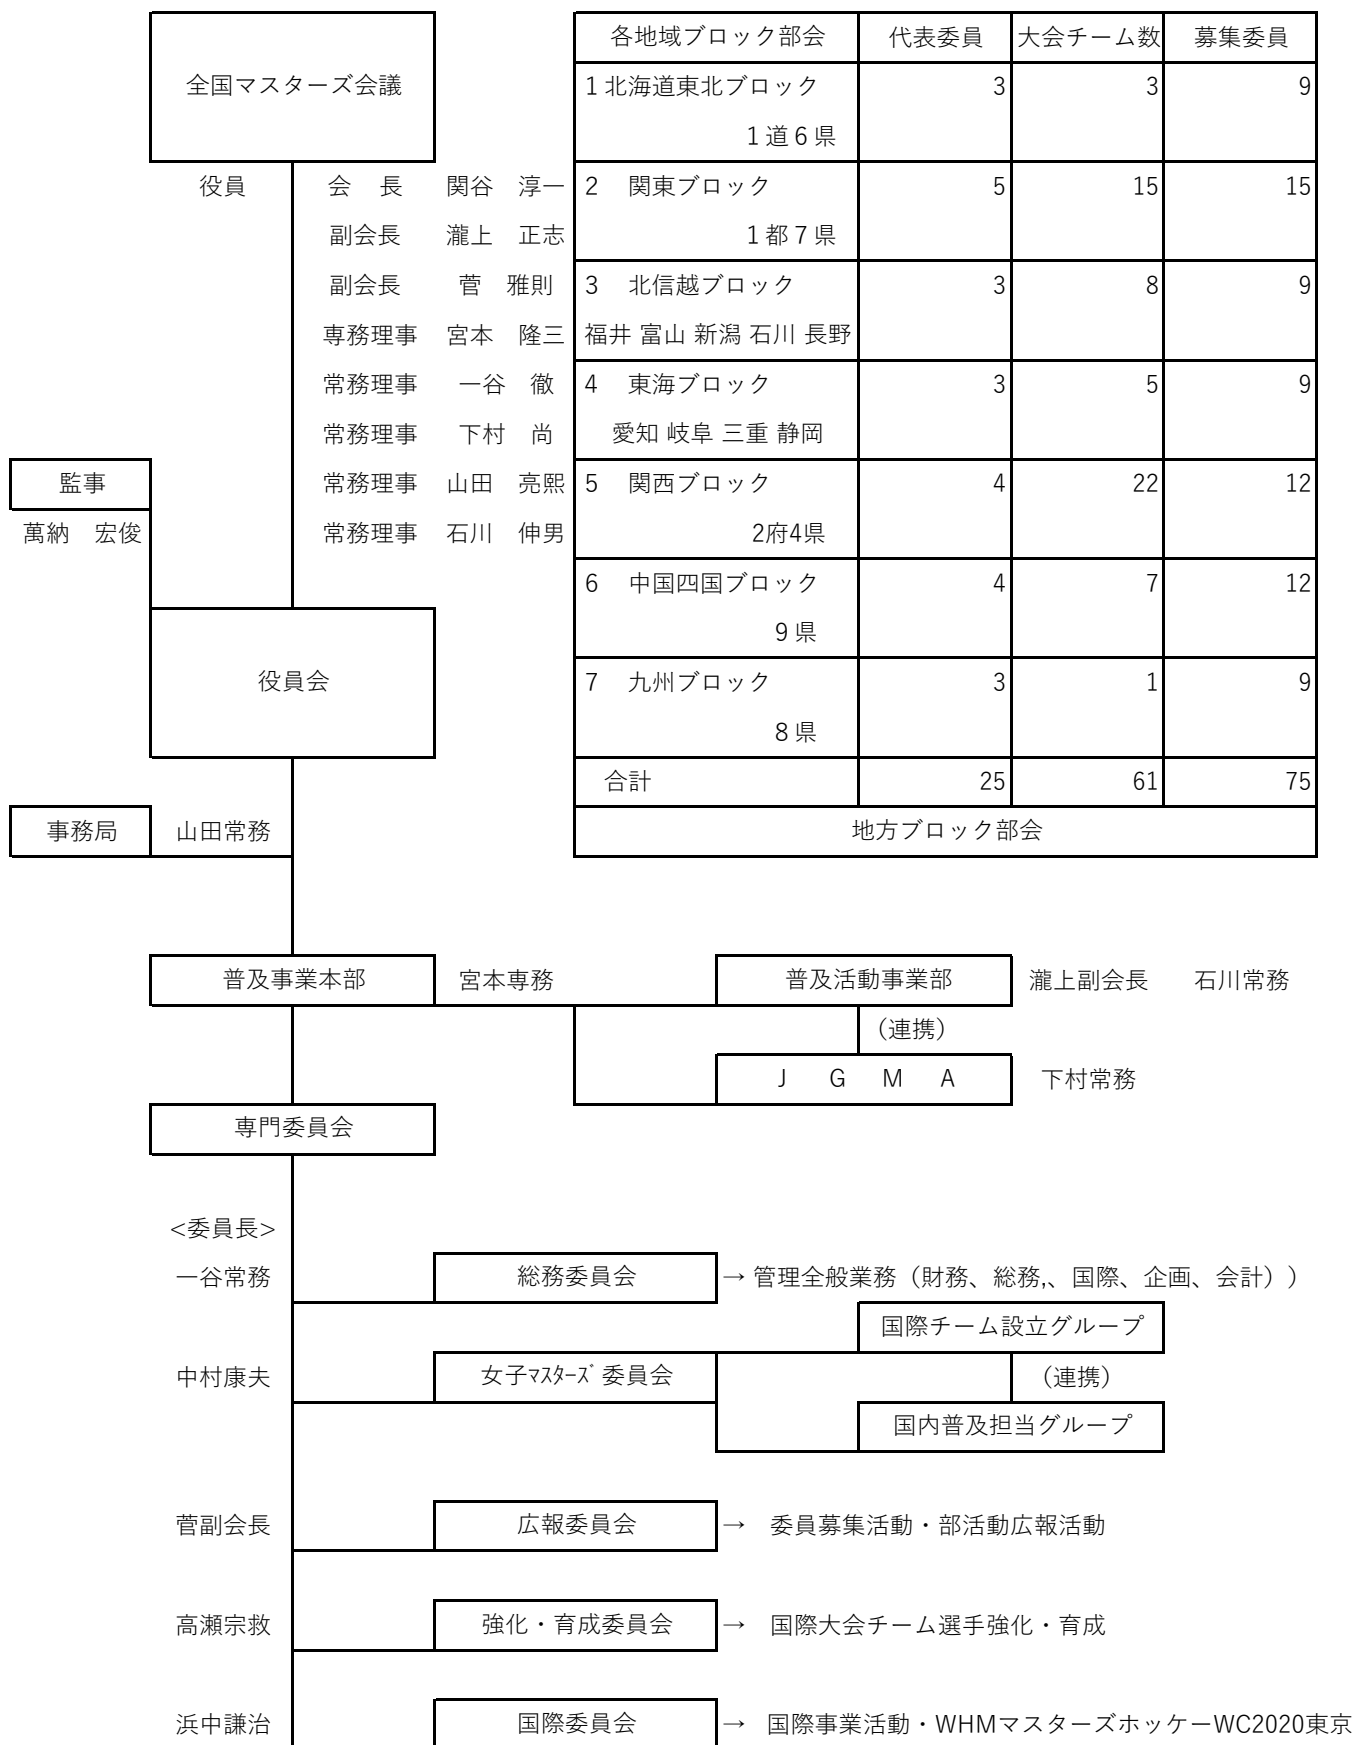 全国マスターズ会議
役員
会　長　関谷　淳一
副会長　瀧上　正志
副会長　菅　雅則
専務理事　宮本　隆三
常務理事　一谷　徹
常務理事　下村　尚
常務理事　山田　亮熙
常務理事　石川　伸男
監事
萬納　宏俊
役員会
事務局　山田常務
各地域ブロック部会　代表委員　大会チーム数　募集委員
1 北海道東北ブロック　3　3　9
１道６県
2　関東ブロック　5　15　15
１都７県
3　北信越ブロック　3　8　9
福井 富山 新潟 石川 長野
4　東海ブロック　3　5　9
愛知 岐阜 三重 静岡
5　関西ブロック　4　22　12
2府4県
6　中国四国ブロック　4　7　12
９県
7　九州ブロック　3　1　9
８県
合計　25　61　75
地方ブロック部会
普及事業本部　宮本専務　普及活動事業部　瀧上副会長　石川常務
（連携）
Ｊ　Ｇ　Ｍ　Ａ　下村常務
専門委員会
<委員長>
一谷常務　総務委員会　→ 管理全般業務（財務、総務,、国際、企画、会計））
国際チーム設立グループ
中村康夫　女子ﾏｽﾀｰｽﾞ委員会　（連携）
国内普及担当グループ
菅副会長　広報委員会　→　委員募集活動・部活動広報活動
高瀬宗救　強化・育成委員会　→　国際大会チーム選手強化・育成
浜中謙治　国際委員会　→　国際事業活動・WHMマスターズホッケーWC2020東京